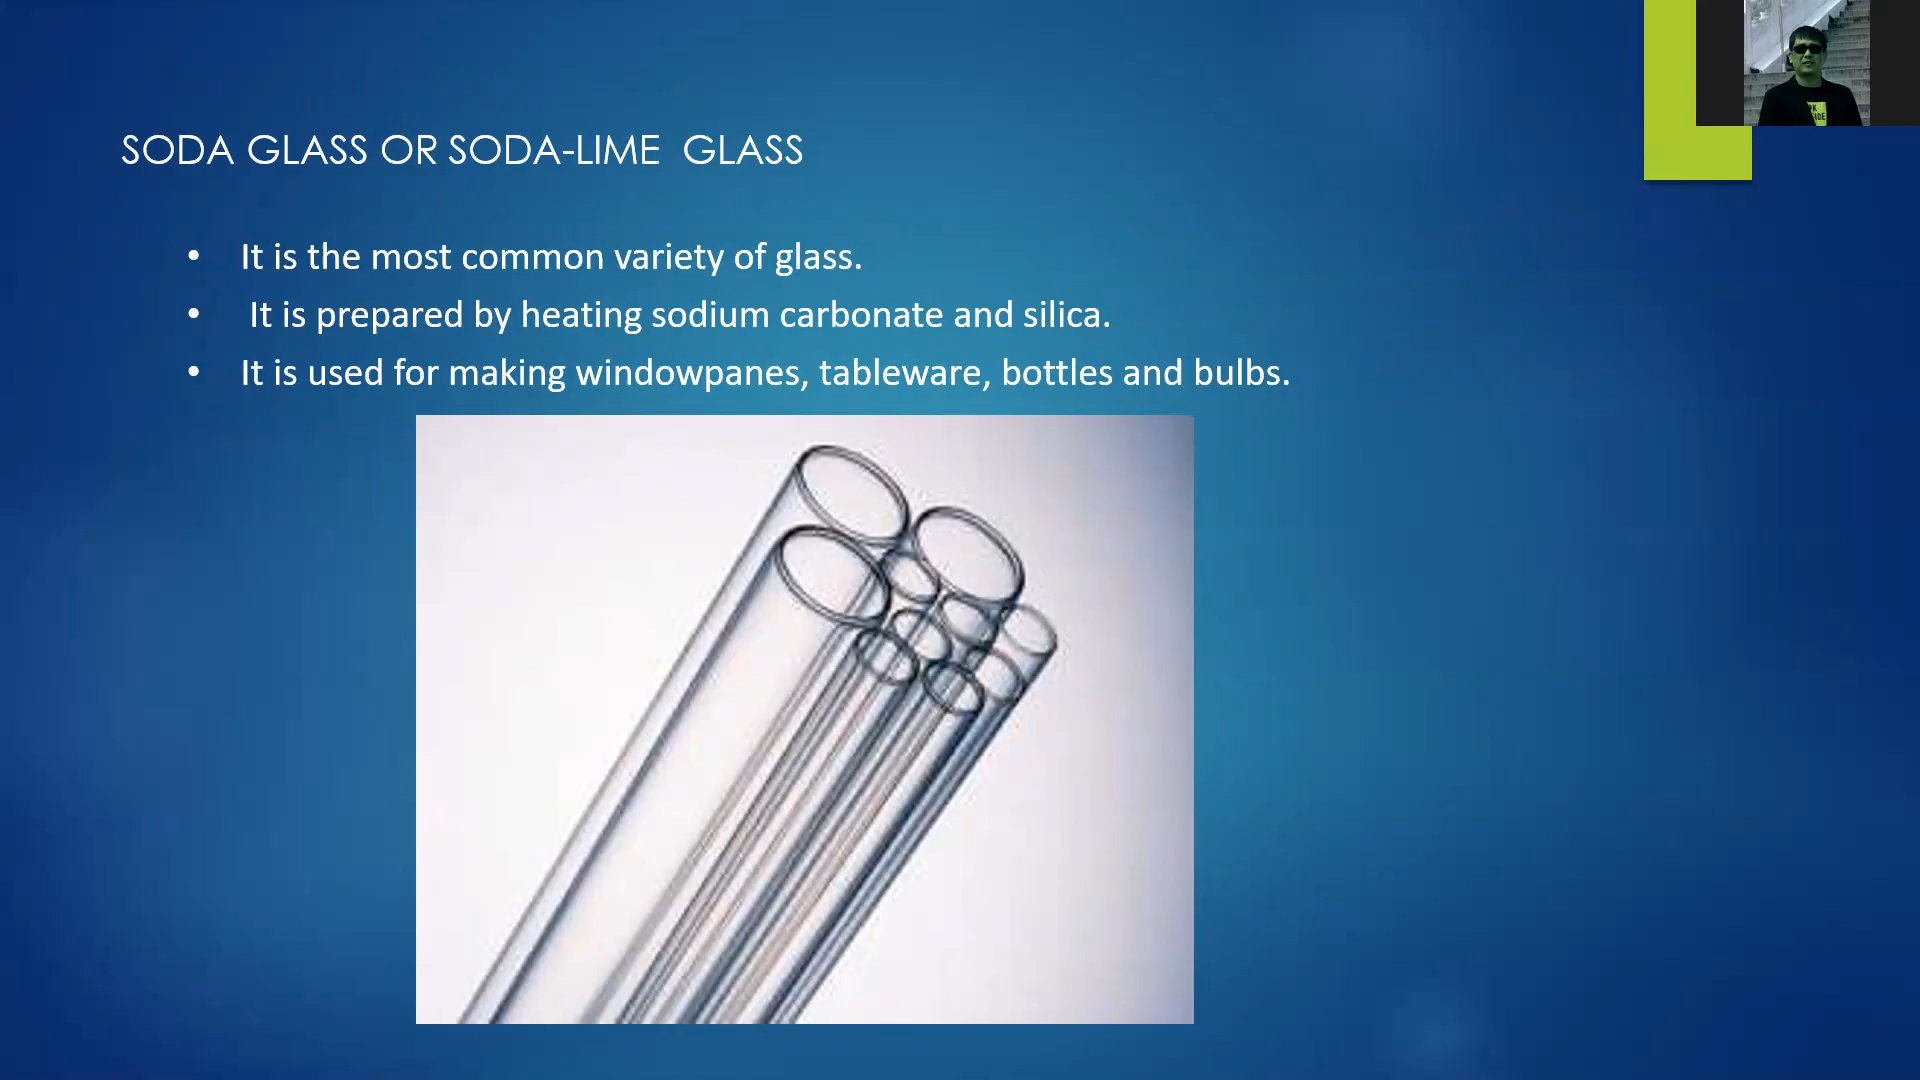 SODA GLASS OR SODA-LIME GLASS
• It is the most common variety of glass.
• It is prepared by heating sodium carbonate and silica.
• It is used for making windowpanes, tableware, bottles and bulbs.